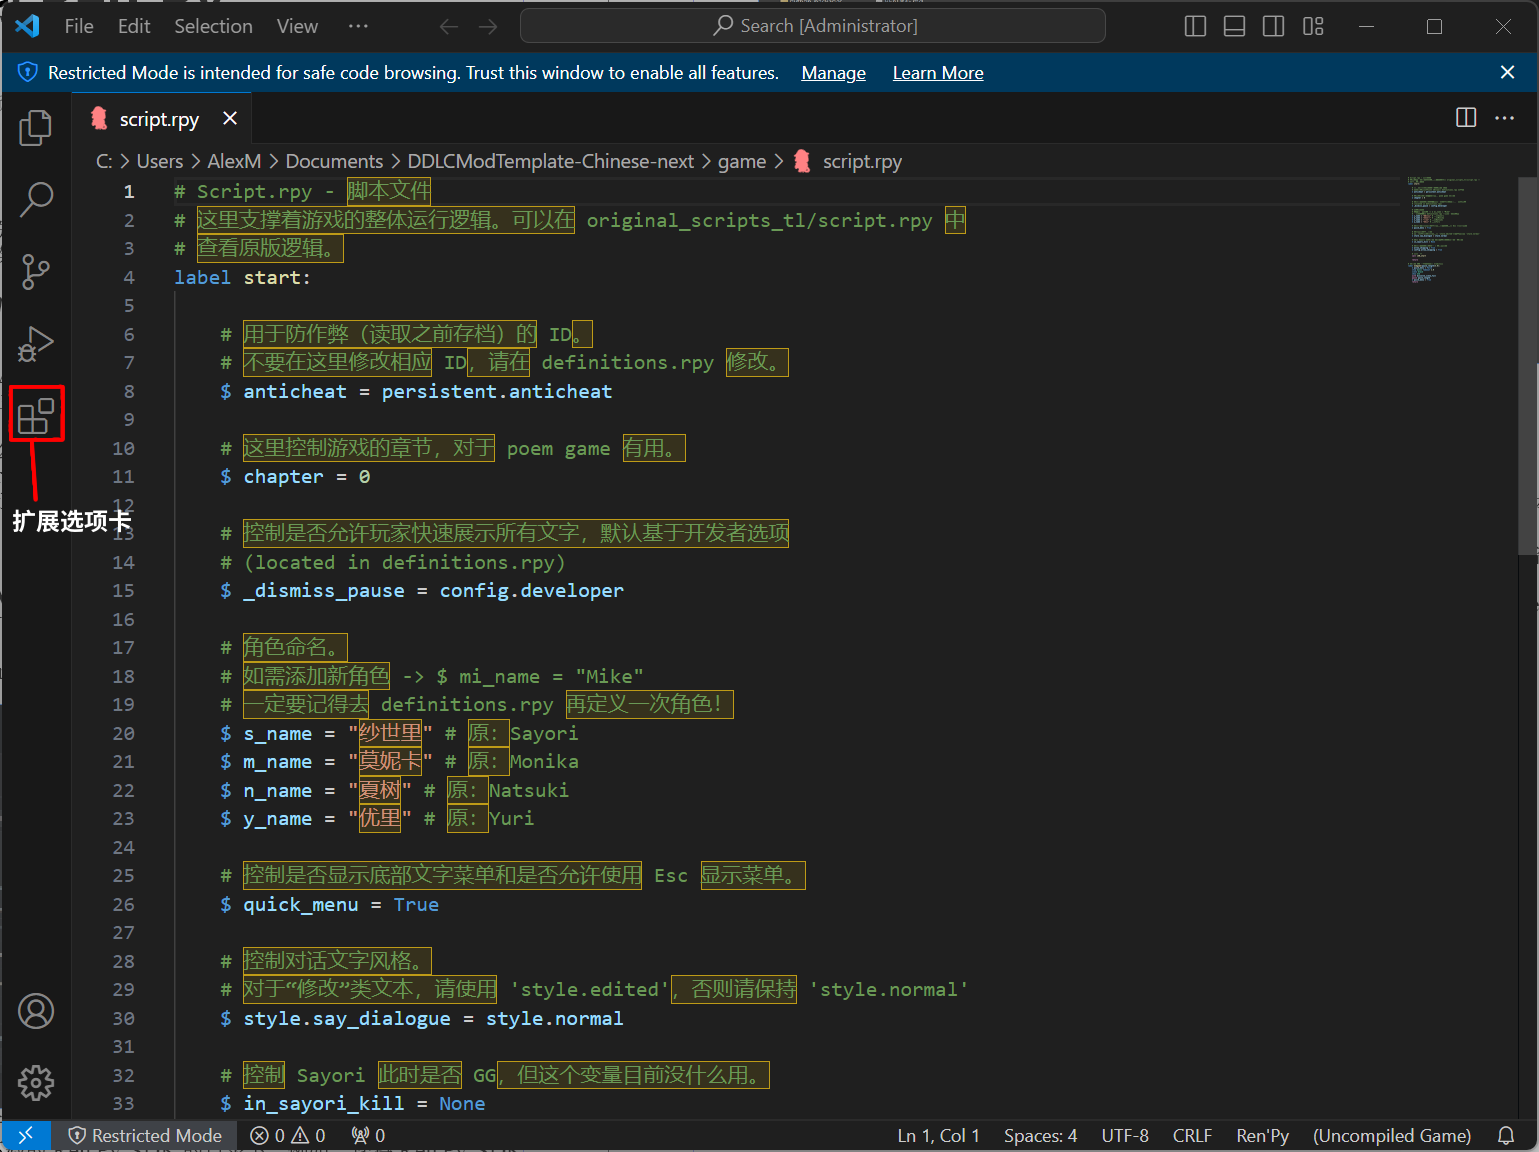 File Edit Selection View ··· Search [Administrator]
Restricted Mode is intended for safe code browsing. Trust this window to enable all features. Manage Learn More
script.rpy
C: > Users > AlexM > Documents > DDLCModTemplate-Chinese-next > game > script.rpy
1 # Script.rpy - 脚本文件
2 # 这里支撑着游戏的整体运行逻辑。可以在 original_scripts_tl/script.rpy 中
3 # 查看原版逻辑。
4 label start:
5
6 # 用于防作弊（读取之前存档）的 ID。
7 # 不要在这里修改相应 ID，请在 definitions.rpy 修改。
8 $ anticheat = persistent.anticheat
9
10 # 这里控制游戏的章节，对于 poem game 有用。
11 $ chapter = 0
12
扩展选项卡
13 # 控制是否允许玩家快速展示所有文字，默认基于开发者选项
14 # (located in definitions.rpy)
15 $ _dismiss_pause = config.developer
16
17 # 角色命名。
18 # 如需添加新角色 -> $ mi_name = "Mike"
19 # 一定要记得去 definitions.rpy 再定义一次角色！
20 $ s_name = "纱世里" # 原：Sayori
21 $ m_name = "莫妮卡" # 原：Monika
22 $ n_name = "夏树" # 原：Natsuki
23 $ y_name = "优里" # 原：Yuri
24
25 # 控制是否显示底部文字菜单和是否允许使用 Esc 显示菜单。
26 $ quick_menu = True
27
28 # 控制对话文字风格。
29 # 对于“修改”类文本，请使用 'style.edited'，否则请保持 'style.normal'
30 $ style.say_dialogue = style.normal
31
32 # 控制 Sayori 此时是否 GG，但这个变量目前没什么用。
33 $ in_sayori_kill = None
Restricted Mode 0 0 0 Ln 1, Col 1 Spaces: 4 UTF-8 CRLF Ren'Py (Uncompiled Game)